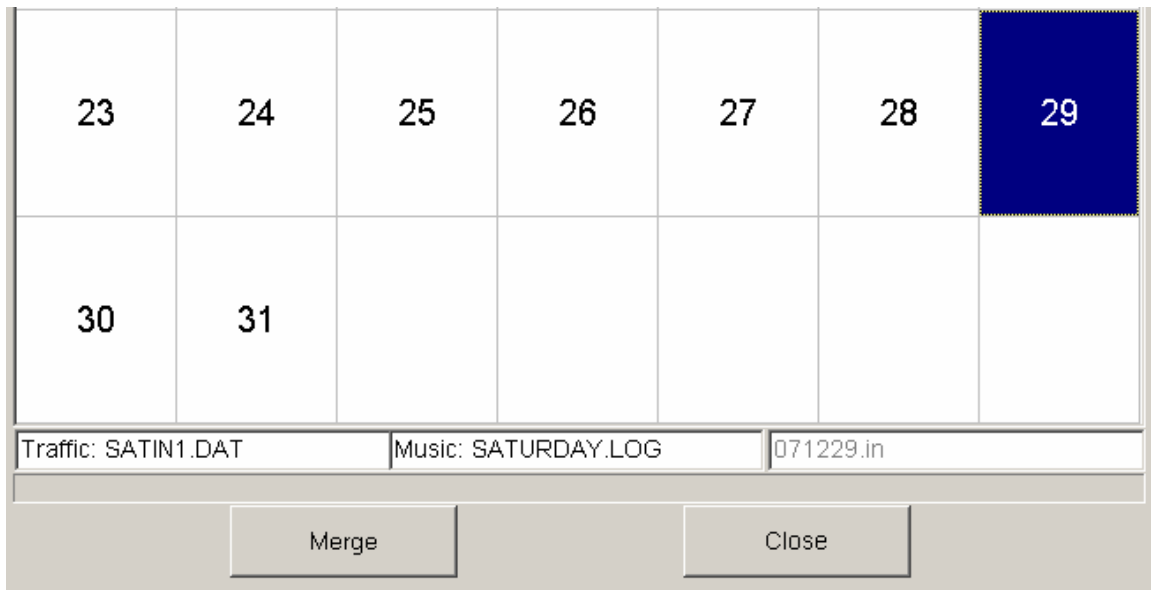 23 24 25 26 27 28 29
30 31
Traffic: SATIN1.DAT Music: SATURDAY.LOG 071229.in
Merge Close